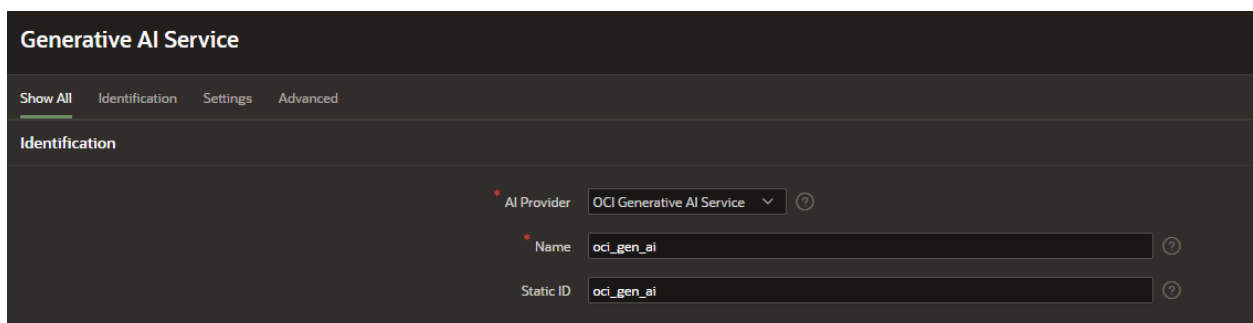 Generative AI Service
Show All Identification Settings Advanced
Identification
* AI Provider OCI Generative AI Service ?
* Name oci_gen_ai ?
Static ID oci_gen_ai ?